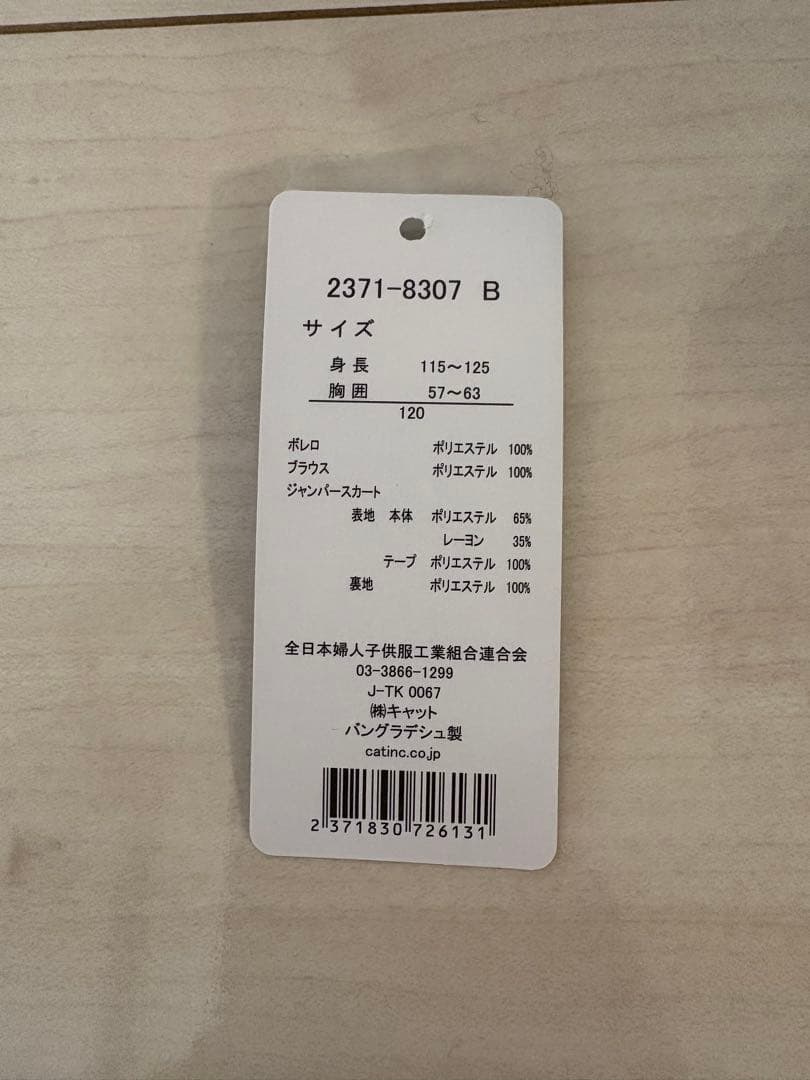 2371-8307 B
サイズ
身長 115～125
胸囲 57～63
120
ボレロ ポリエステル 100%
ブラウス ポリエステル 100%
ジャンパースカート
表地 本体 ポリエステル 65%
レーヨン 35%
テープ ポリエステル 100%
裏地 ポリエステル 100%
全日本婦人子供服工業組合連合会
03-3866-1299
J-TK 0067
㈱キャット
バングラデシュ製
catinc.co.jp
2 371830 726131